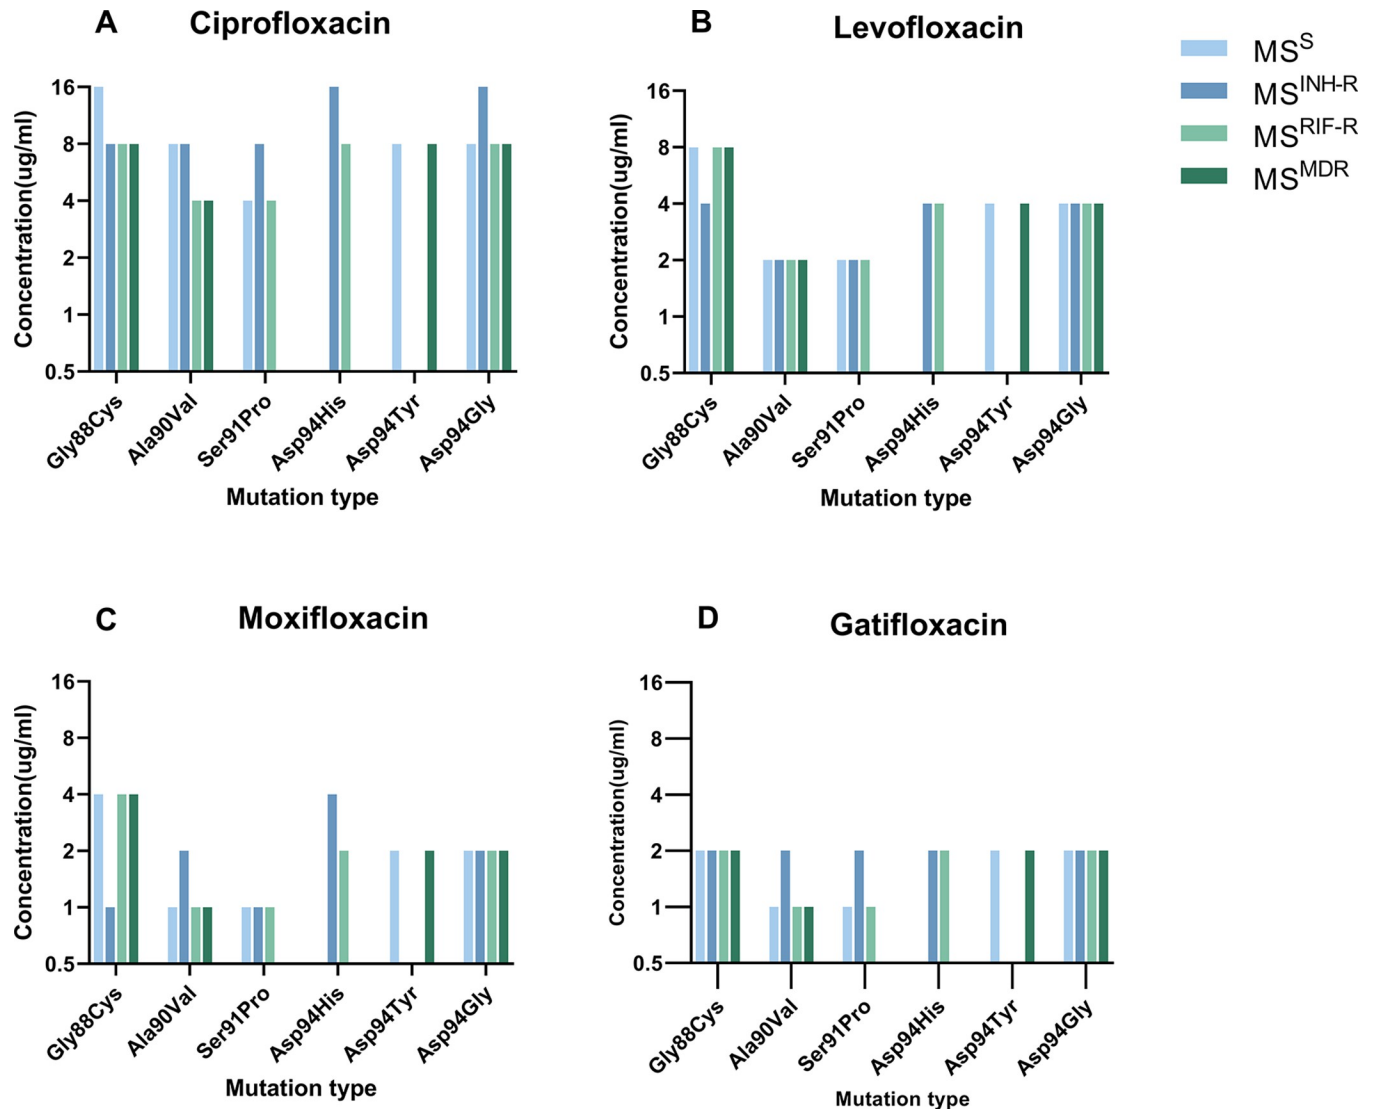 A
Ciprofloxacin
Concentration(ug/ml)
16
8
4
2
1
0.5
Gly88Cys
Ala90Val
Ser91Pro
Asp94His
Asp94Tyr
Asp94Gly
Mutation type
B
Levofloxacin
Concentration(ug/ml)
16
8
4
2
1
0.5
Gly88Cys
Ala90Val
Ser91Pro
Asp94His
Asp94Tyr
Asp94Gly
Mutation type
MS^S
MS^INH-R
MS^RIF-R
MS^MDR
C
Moxifloxacin
Concentration(ug/ml)
16
8
4
2
1
0.5
Gly88Cys
Ala90Val
Ser91Pro
Asp94His
Asp94Tyr
Asp94Gly
Mutation type
D
Gatifloxacin
Concentration(ug/ml)
16
8
4
2
1
0.5
Gly88Cys
Ala90Val
Ser91Pro
Asp94His
Asp94Tyr
Asp94Gly
Mutation type